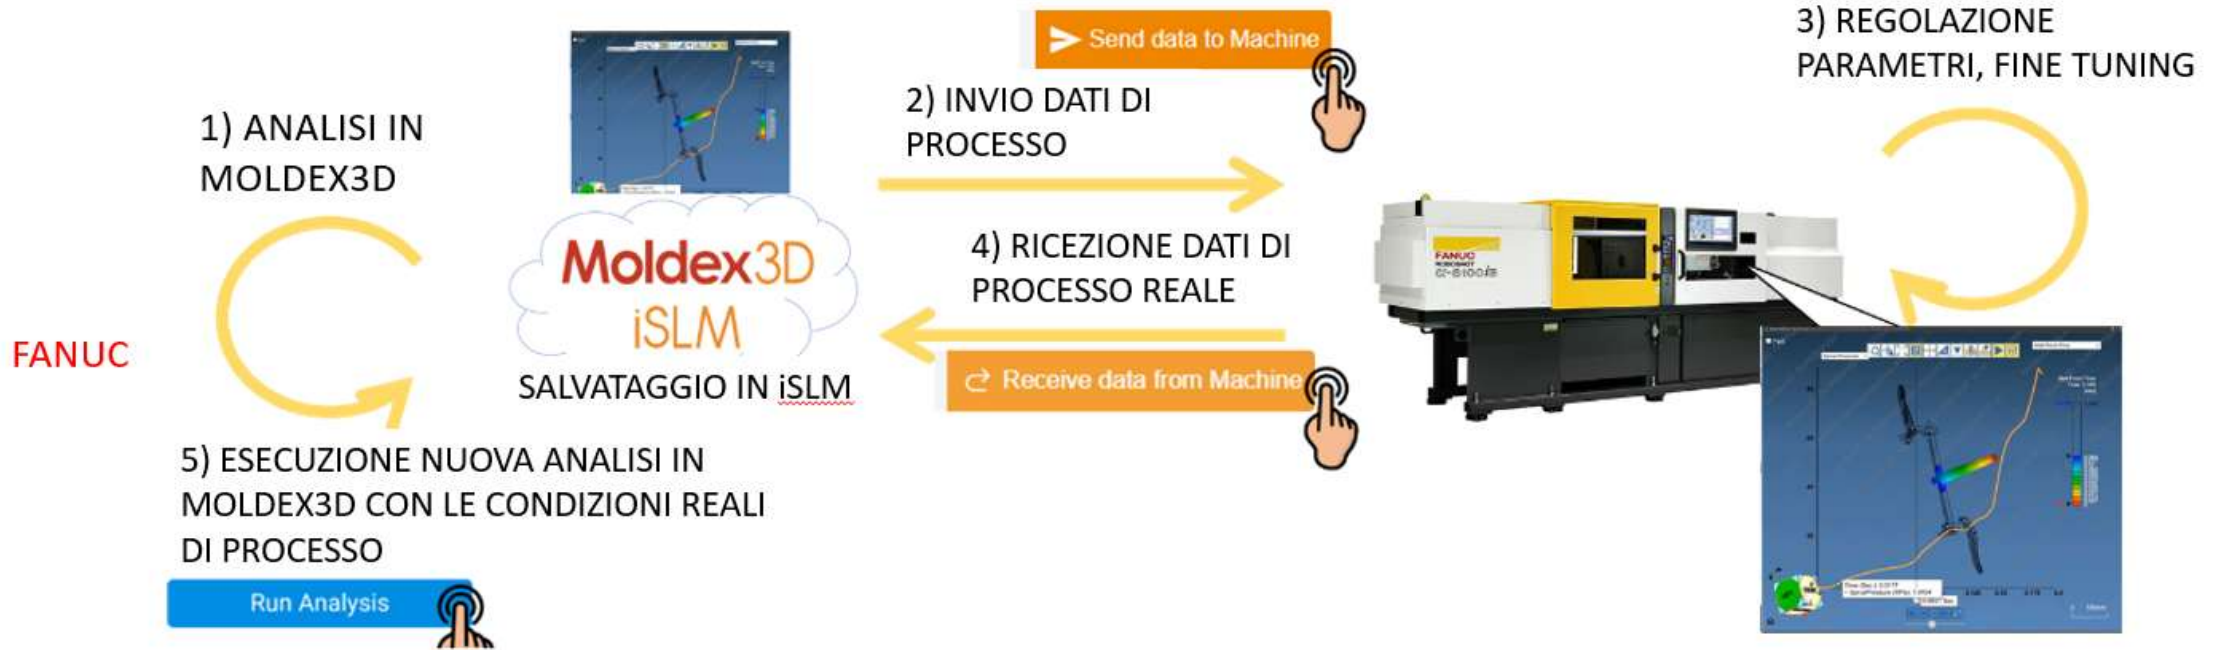 1) ANALISI IN
MOLDEX3D
Send data to Machine
2) INVIO DATI DI
PROCESSO
3) REGOLAZIONE
PARAMETRI, FINE TUNING
4) RICEZIONE DATI DI
PROCESSO REALE
Receive data from Machine
Moldex3D
iSLM
SALVATAGGIO IN iSLM
FANUC
FANUC
ROBOSHOT
5) ESECUZIONE NUOVA ANALISI IN
MOLDEX3D CON LE CONDIZIONI REALI
DI PROCESSO
Run Analysis